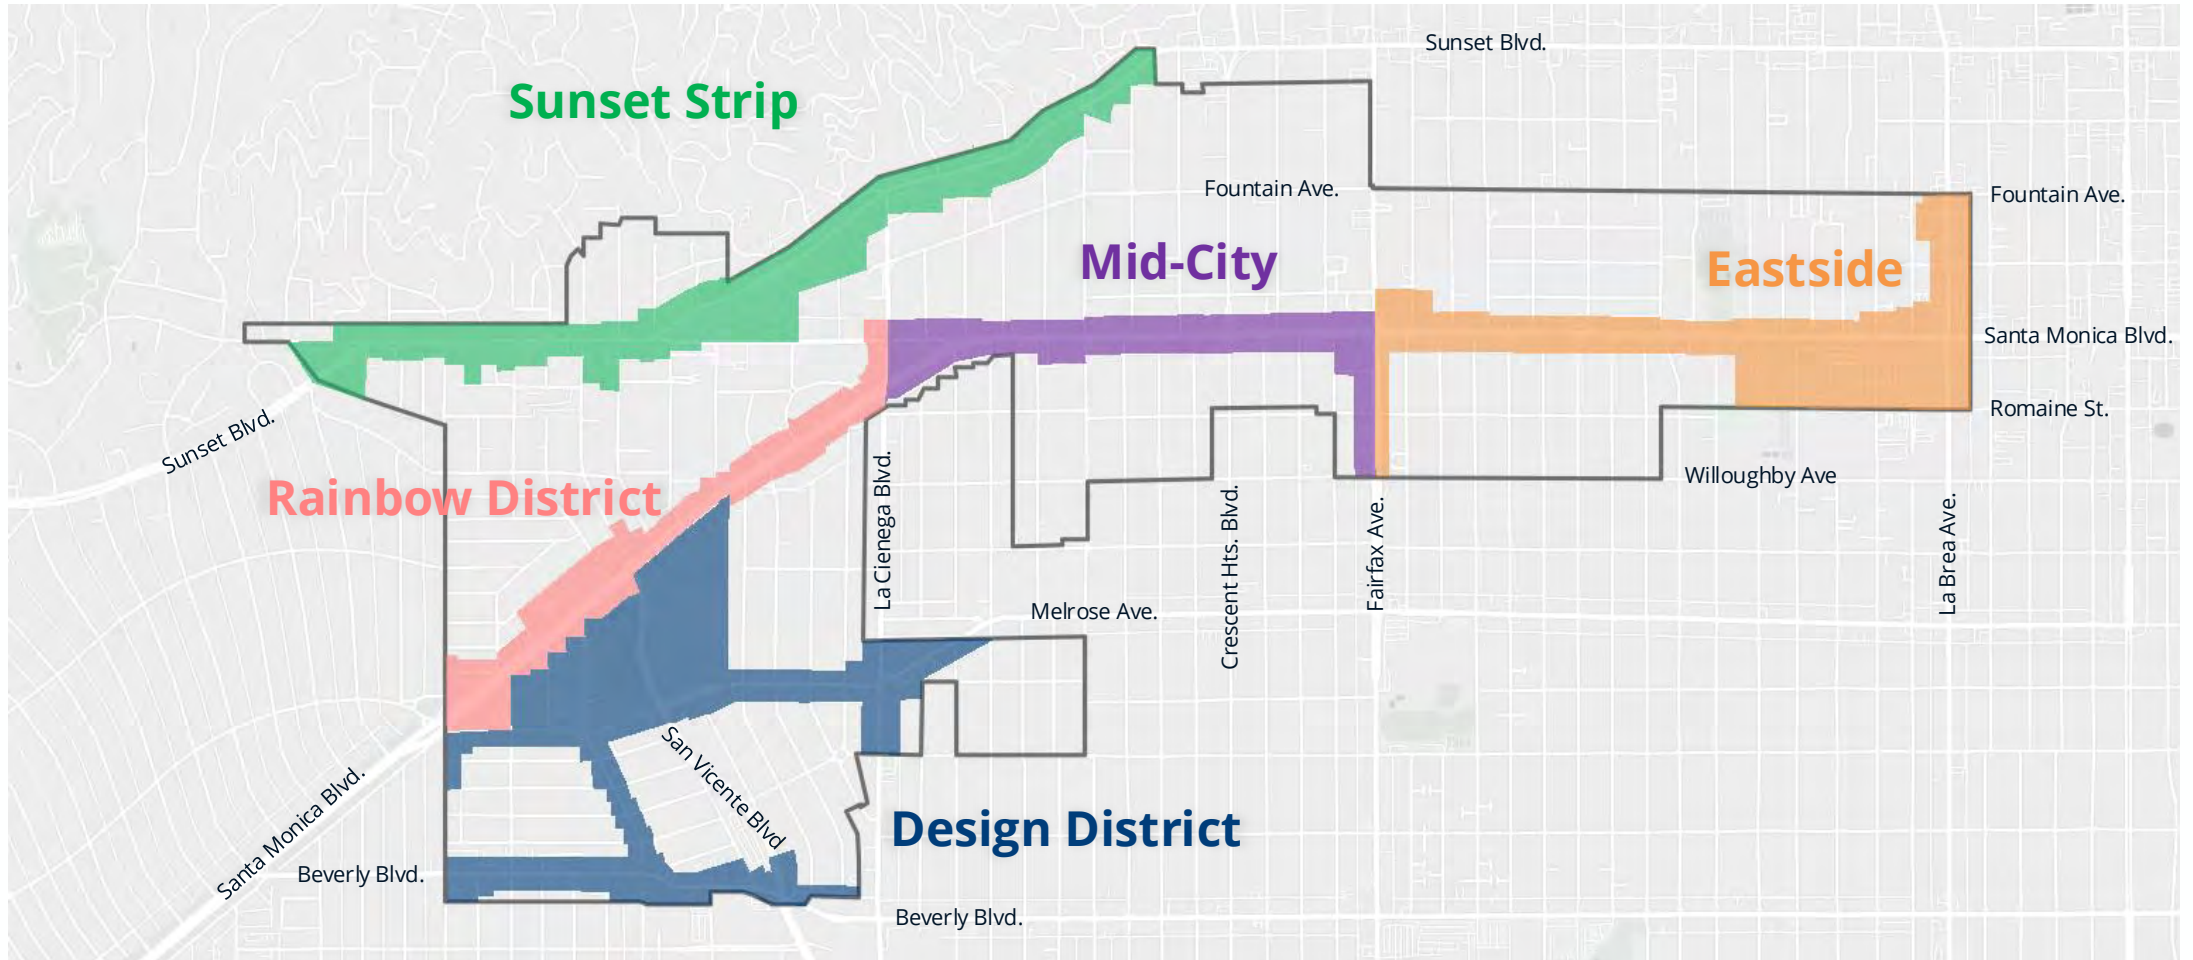 Sunset Blvd.
Sunset Strip
Fountain Ave.
Fountain Ave.
Mid-City
Eastside
Santa Monica Blvd.
Romaine St.
Sunset Blvd.
Rainbow District
Willoughby Ave
La Cienega Blvd.
Crescent Hts. Blvd.
Fairfax Ave.
La Brea Ave.
Melrose Ave.
San Vicente Blvd
Santa Monica Blvd.
Design District
Beverly Blvd.
Beverly Blvd.